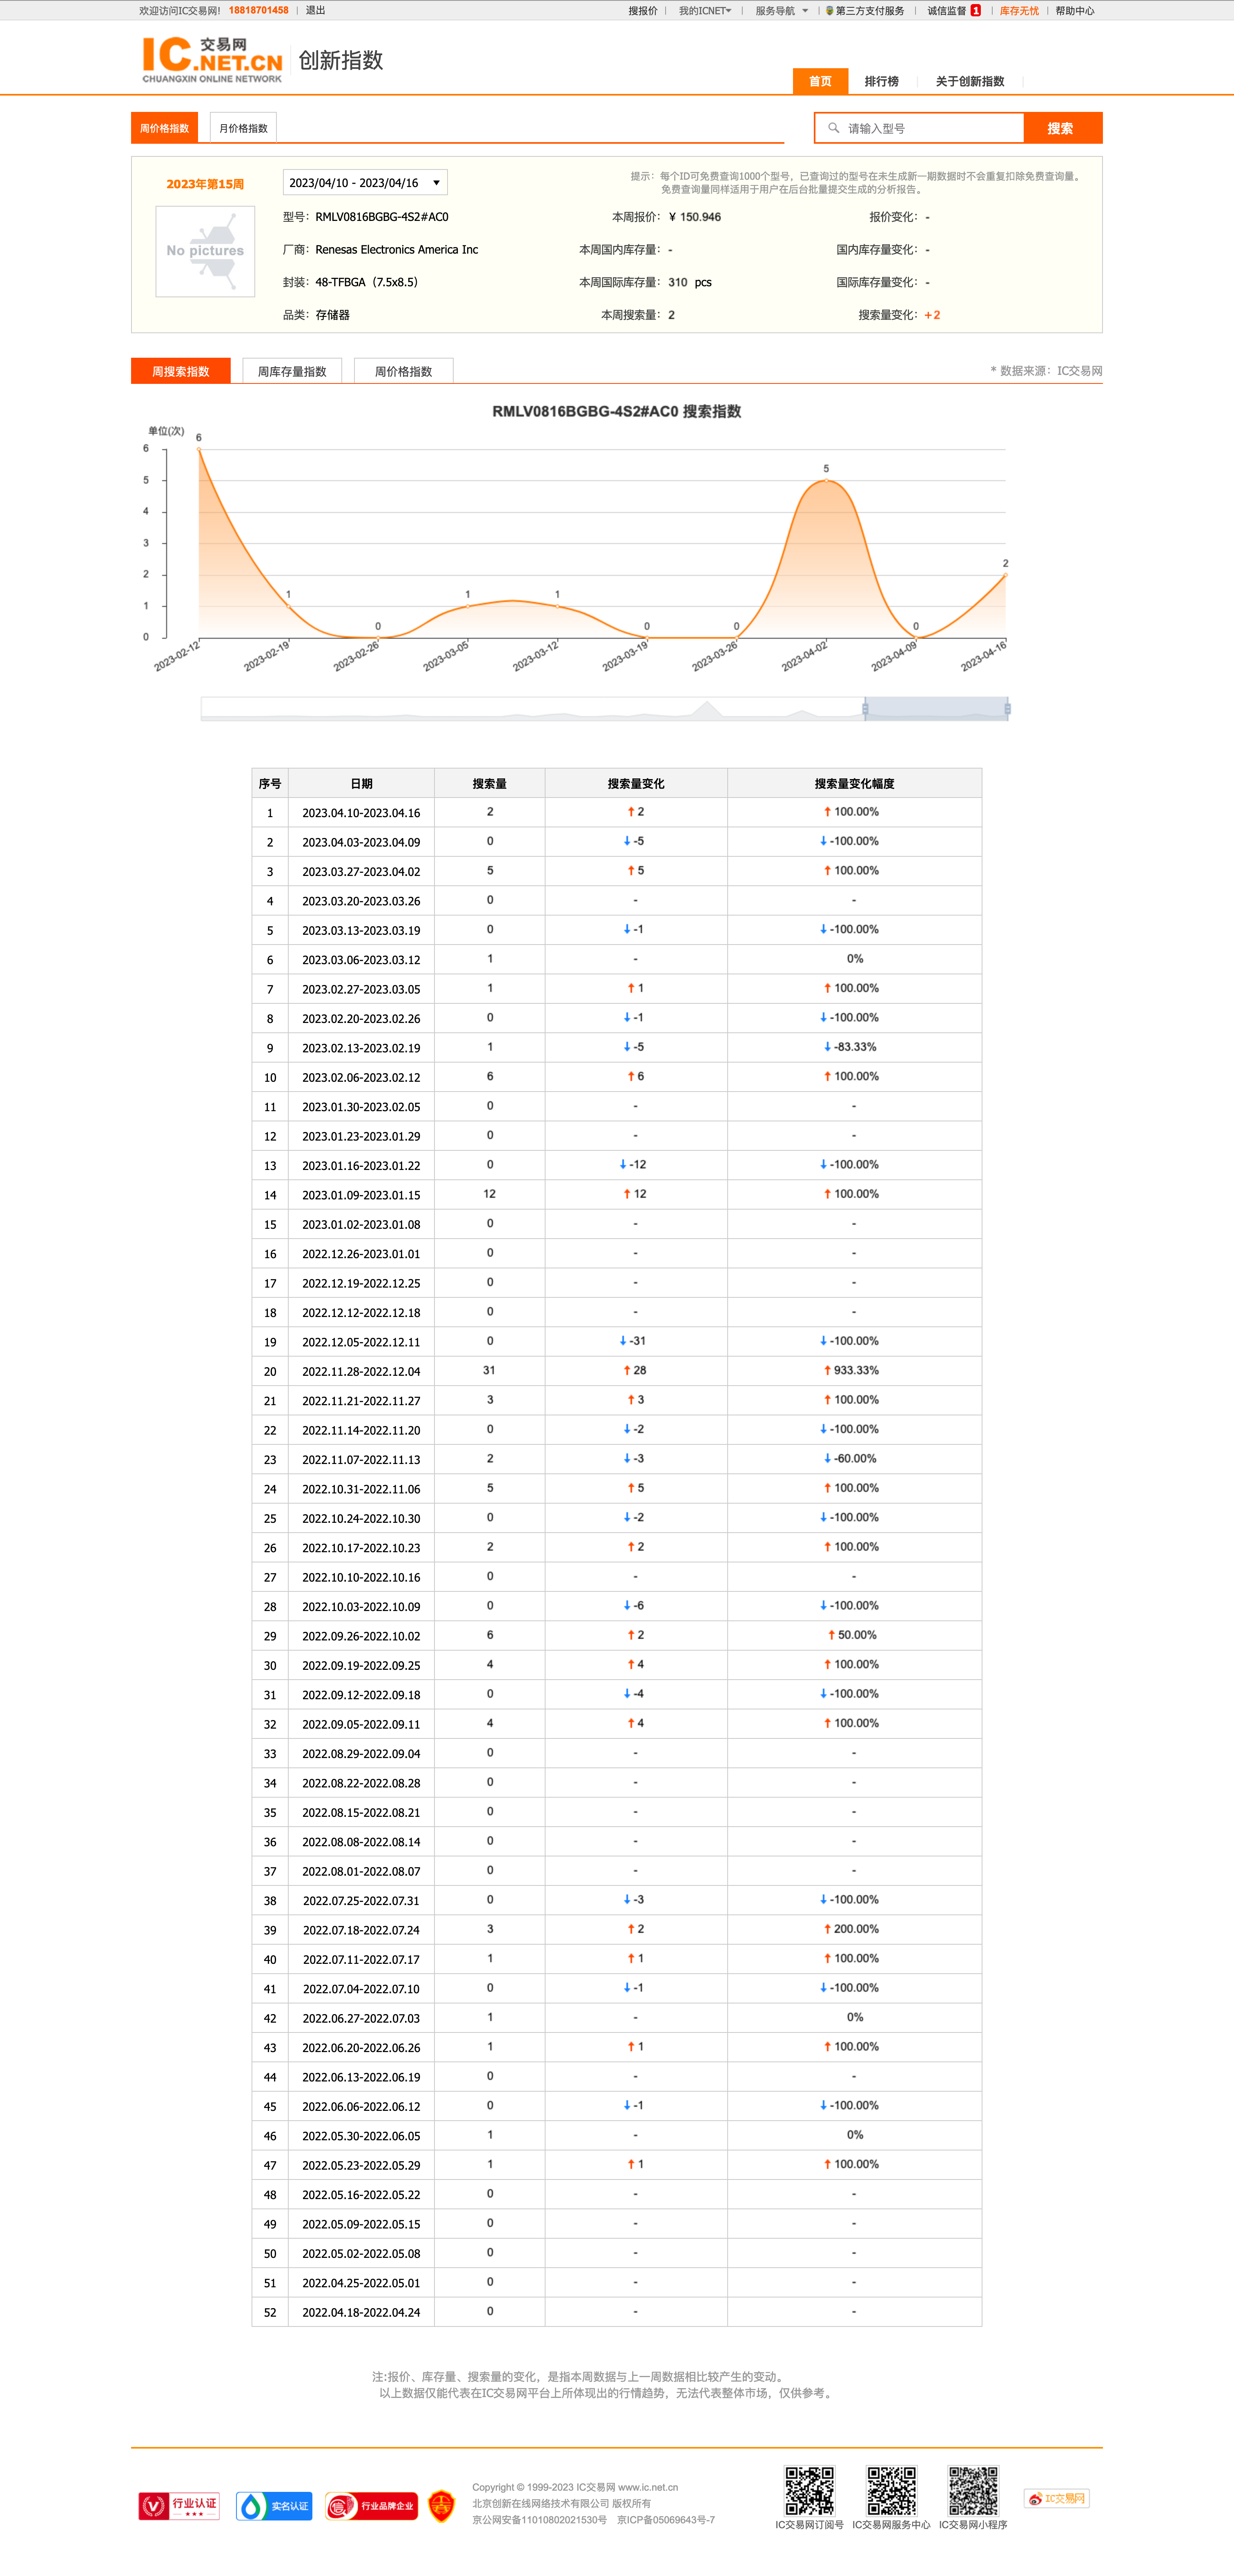 欢迎访问IC交易网! 18818701458 | 退出 搜报价 | 我的ICNET | 服务导航 | 第三方支付服务 | 诚信监督 1 | 库存无忧 | 帮助中心
IC 交易网 .NET.CN CHUANGXIN ONLINE NETWORK 创新指数
首页 排行榜 关于创新指数
周价格指数 月价格指数 请输入型号 搜索
2023年第15周 2023/04/10 - 2023/04/16 ▼
提示：每个ID可免费查询1000个型号，已查询过的型号在未生成新一期数据时不会重复扣除免费查询量。
免费查询量同样适用于用户在后台批量提交生成的分析报告。
No pictures
型号：RMLV0816BGBG-4S2#AC0 本周报价：¥ 150.946 报价变化：-
厂商：Renesas Electronics America Inc 本周国内库存量：- 国内库存量变化：-
封装：48-TFBGA（7.5x8.5） 本周国际库存量：310 pcs 国际库存量变化：-
品类：存储器 本周搜索量：2 搜索量变化：+2
周搜索指数 周库存量指数 周价格指数 * 数据来源：IC交易网
RMLV0816BGBG-4S2#AC0 搜索指数
单位(次)
6 5 4 3 2 1 0
6 1 0 1 1 0 0 5 0 2
2023-02-12 2023-02-19 2023-02-26 2023-03-05 2023-03-12 2023-03-19 2023-03-26 2023-04-02 2023-04-09 2023-04-16
序号 日期 搜索量 搜索量变化 搜索量变化幅度
1 2023.04.10-2023.04.16 2 ↑2 ↑100.00%
2 2023.04.03-2023.04.09 0 ↓-5 ↓-100.00%
3 2023.03.27-2023.04.02 5 ↑5 ↑100.00%
4 2023.03.20-2023.03.26 0 - -
5 2023.03.13-2023.03.19 0 ↓-1 ↓-100.00%
6 2023.03.06-2023.03.12 1 - 0%
7 2023.02.27-2023.03.05 1 ↑1 ↑100.00%
8 2023.02.20-2023.02.26 0 ↓-1 ↓-100.00%
9 2023.02.13-2023.02.19 1 ↓-5 ↓-83.33%
10 2023.02.06-2023.02.12 6 ↑6 ↑100.00%
11 2023.01.30-2023.02.05 0 - -
12 2023.01.23-2023.01.29 0 - -
13 2023.01.16-2023.01.22 0 ↓-12 ↓-100.00%
14 2023.01.09-2023.01.15 12 ↑12 ↑100.00%
15 2023.01.02-2023.01.08 0 - -
16 2022.12.26-2023.01.01 0 - -
17 2022.12.19-2022.12.25 0 - -
18 2022.12.12-2022.12.18 0 - -
19 2022.12.05-2022.12.11 0 ↓-31 ↓-100.00%
20 2022.11.28-2022.12.04 31 ↑28 ↑933.33%
21 2022.11.21-2022.11.27 3 ↑3 ↑100.00%
22 2022.11.14-2022.11.20 0 ↓-2 ↓-100.00%
23 2022.11.07-2022.11.13 2 ↓-3 ↓-60.00%
24 2022.10.31-2022.11.06 5 ↑5 ↑100.00%
25 2022.10.24-2022.10.30 0 ↓-2 ↓-100.00%
26 2022.10.17-2022.10.23 2 ↑2 ↑100.00%
27 2022.10.10-2022.10.16 0 - -
28 2022.10.03-2022.10.09 0 ↓-6 ↓-100.00%
29 2022.09.26-2022.10.02 6 ↑2 ↑50.00%
30 2022.09.19-2022.09.25 4 ↑4 ↑100.00%
31 2022.09.12-2022.09.18 0 ↓-4 ↓-100.00%
32 2022.09.05-2022.09.11 4 ↑4 ↑100.00%
33 2022.08.29-2022.09.04 0 - -
34 2022.08.22-2022.08.28 0 - -
35 2022.08.15-2022.08.21 0 - -
36 2022.08.08-2022.08.14 0 - -
37 2022.08.01-2022.08.07 0 - -
38 2022.07.25-2022.07.31 0 ↓-3 ↓-100.00%
39 2022.07.18-2022.07.24 3 ↑2 ↑200.00%
40 2022.07.11-2022.07.17 1 ↑1 ↑100.00%
41 2022.07.04-2022.07.10 0 ↓-1 ↓-100.00%
42 2022.06.27-2022.07.03 1 - 0%
43 2022.06.20-2022.06.26 1 ↑1 ↑100.00%
44 2022.06.13-2022.06.19 0 - -
45 2022.06.06-2022.06.12 0 ↓-1 ↓-100.00%
46 2022.05.30-2022.06.05 1 - 0%
47 2022.05.23-2022.05.29 1 ↑1 ↑100.00%
48 2022.05.16-2022.05.22 0 - -
49 2022.05.09-2022.05.15 0 - -
50 2022.05.02-2022.05.08 0 - -
51 2022.04.25-2022.05.01 0 - -
52 2022.04.18-2022.04.24 0 - -
注:报价、库存量、搜索量的变化，是指本周数据与上一周数据相比较产生的变动。
以上数据仅能代表在IC交易网平台上所体现出的行情趋势，无法代表整体市场，仅供参考。
行业认证 实名认证 信 行业品牌企业
Copyright © 1999-2023 IC交易网 www.ic.net.cn
北京创新在线网络技术有限公司 版权所有
京公网安备11010802021530号 京ICP备05069643号-7
IC交易网订阅号 IC交易网服务中心 IC交易网小程序
IC交易网